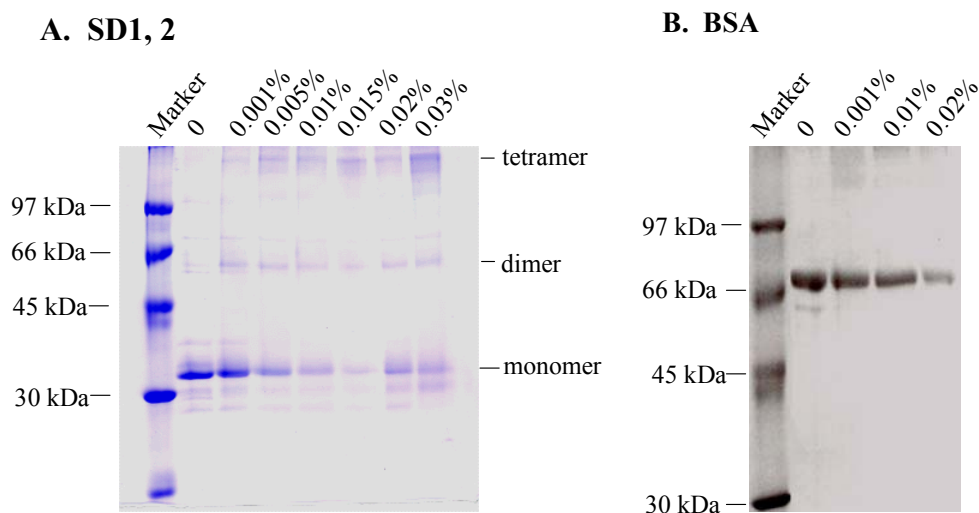 A. SD1, 2
Marker
0
0.001%
0.005%
0.01%
0.015%
0.02%
0.03%
97 kDa
66 kDa
45 kDa
30 kDa
tetramer
dimer
monomer
B. BSA
Marker
0
0.001%
0.01%
0.02%
97 kDa
66 kDa
45 kDa
30 kDa